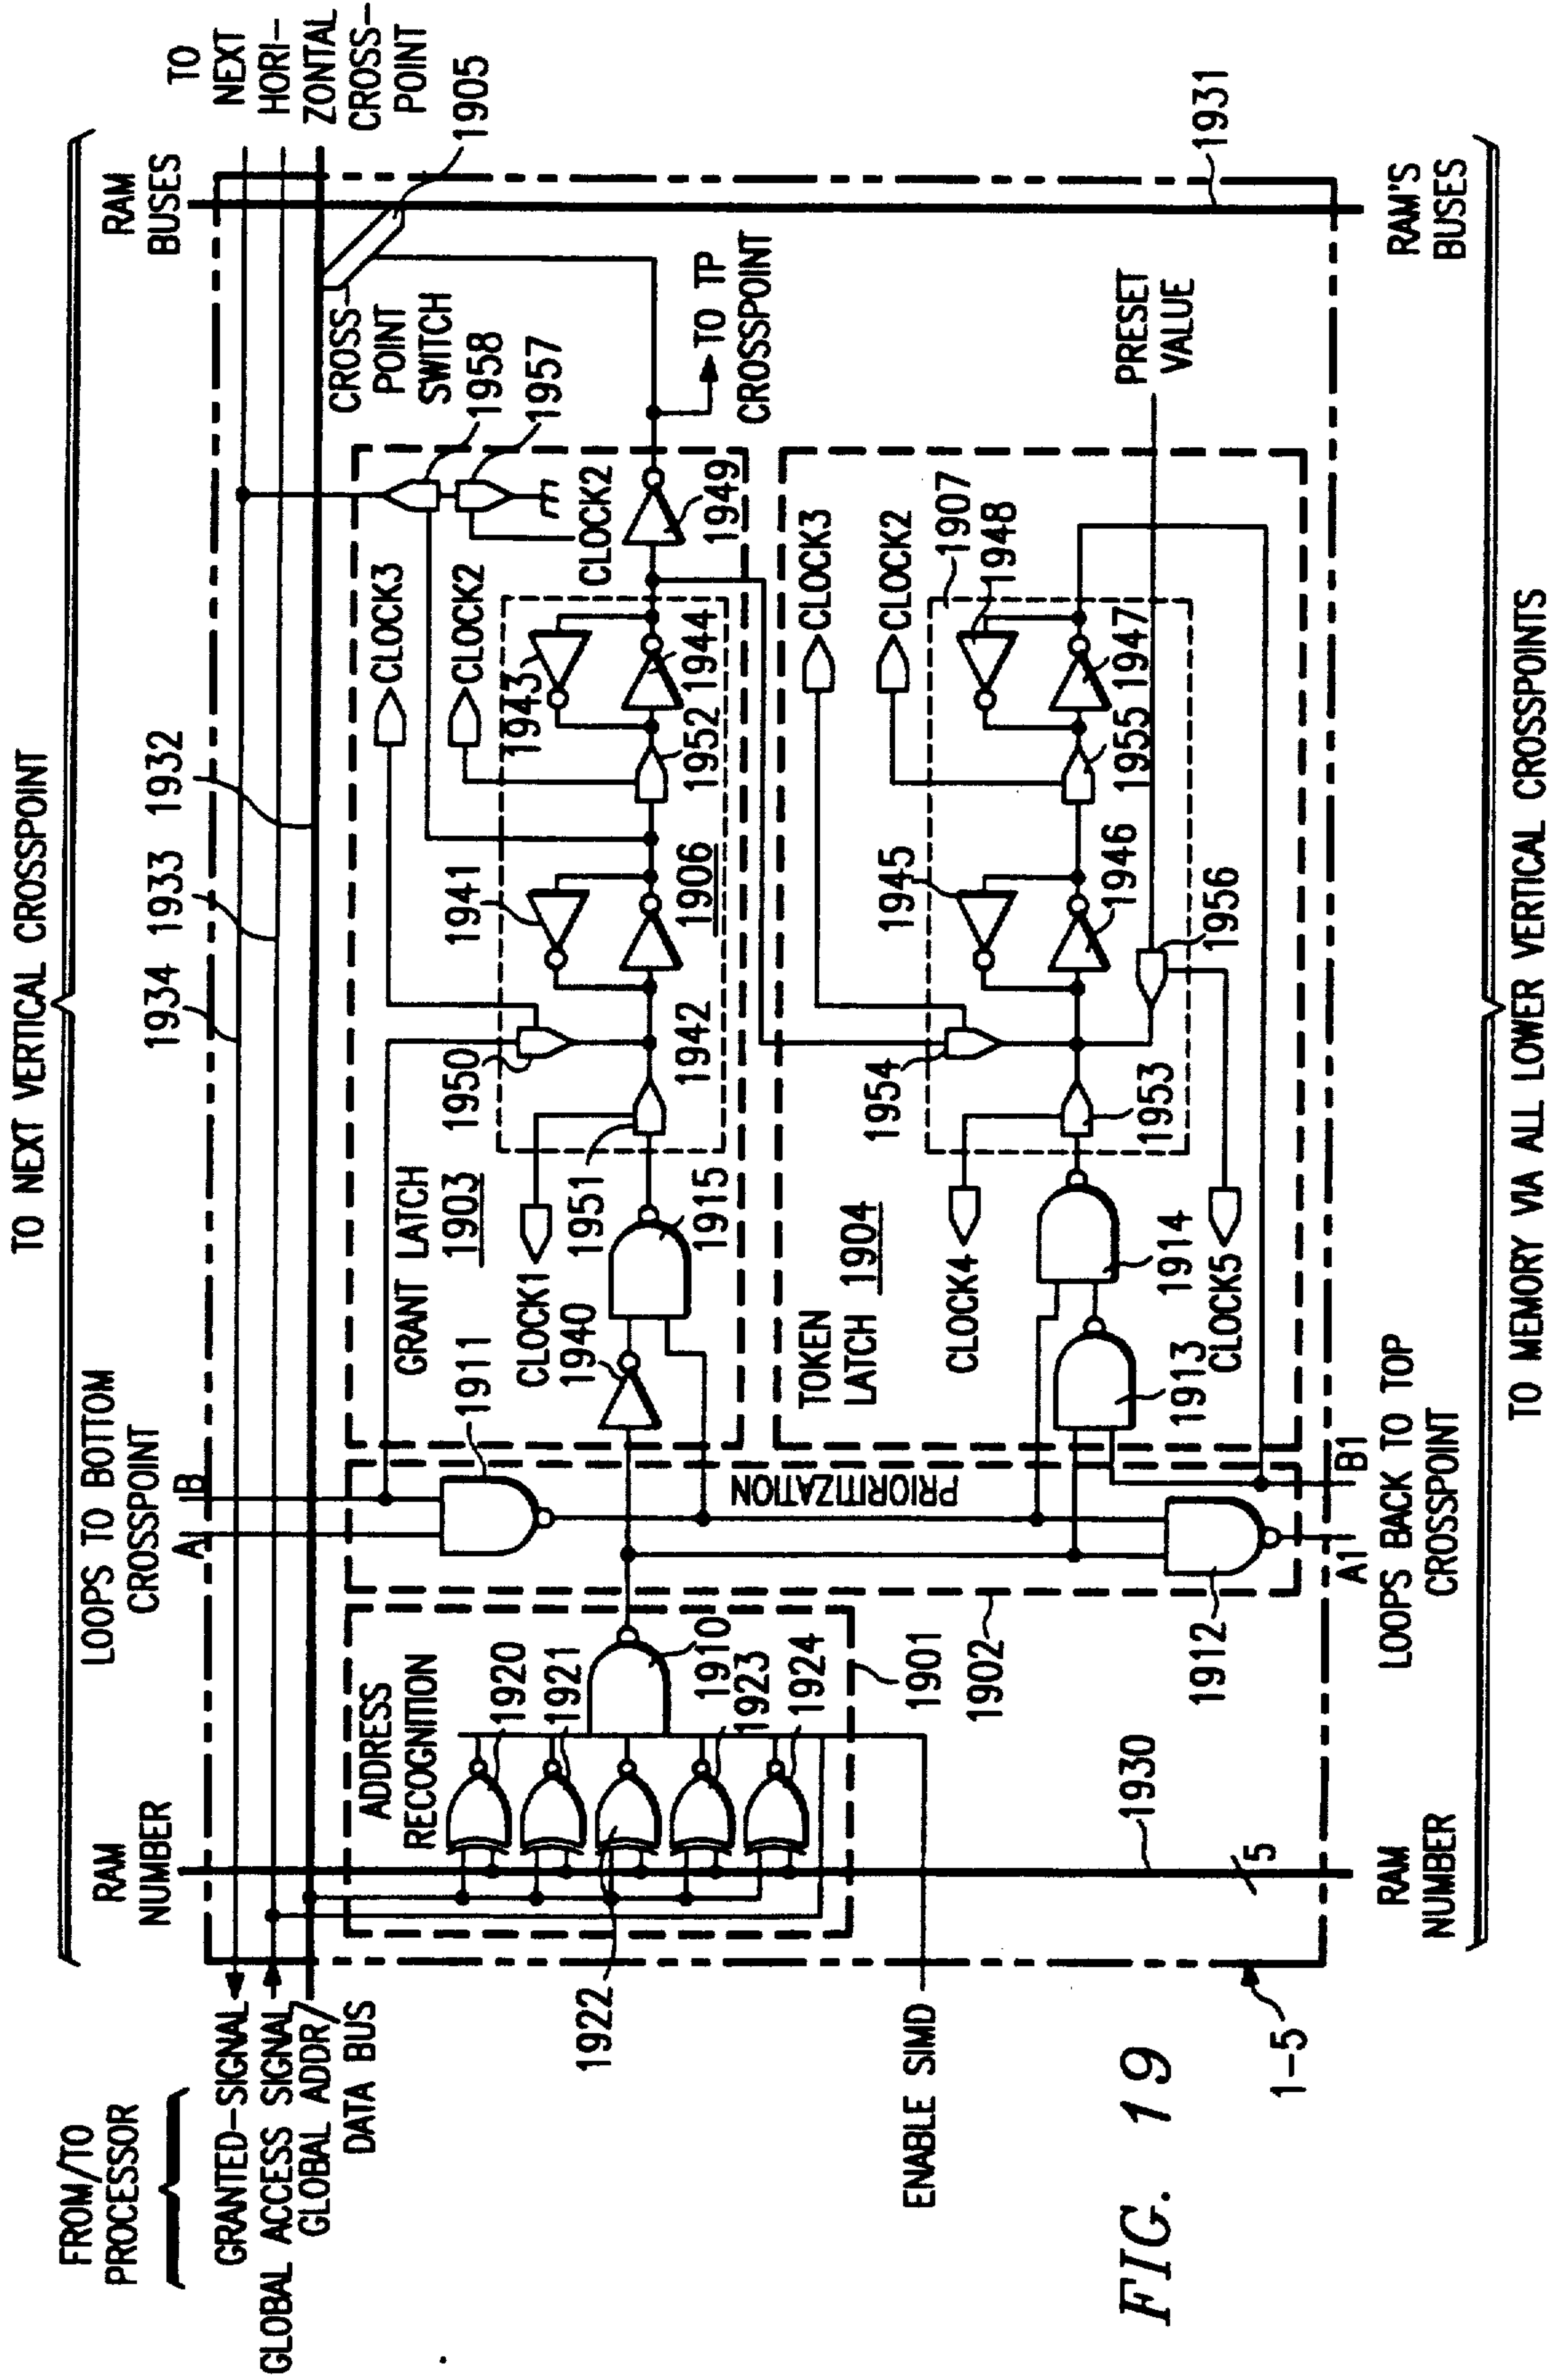 TO NEXT VERTICAL CROSSPOINT
FROM/TO
PROCESSOR
GRANTED-SIGNAL
GLOBAL ACCESS SIGNAL
GLOBAL ADDR/
DATA BUS
RAM
NUMBER
LOOPS TO BOTTOM
CROSSPOINT
A
B
1934
1933
1932
RAM
BUSES
TO
NEXT
HORI-
ZONTAL
CROSS-
POINT
1905
ADDRESS
RECOGNITION
1920
1921
1922
1910
1923
1924
1901
1902
1911
PRIORITIZATION
1912
GRANT LATCH
1903
CLOCK1
1940
1915
1951
1950
1942
1941
1906
CLOCK3
CLOCK2
1943
1944
1952
CLOCK2
1949
1958
1957
CROSS-
POINT
SWITCH
TO TP
CROSSPOINT
TOKEN
LATCH 1904
CLOCK4
1913
1914
CLOCK5
1953
1954
1945
1946
1956
CLOCK3
CLOCK2
1907
1948
1947
1955
PRESET
VALUE
1931
ENABLE SIMD
1930
5
1-5
RAM
NUMBER
A1
B1
LOOPS BACK TO TOP
CROSSPOINT
RAM'S
BUSES
TO MEMORY VIA ALL LOWER VERTICAL CROSSPOINTS
FIG. 19